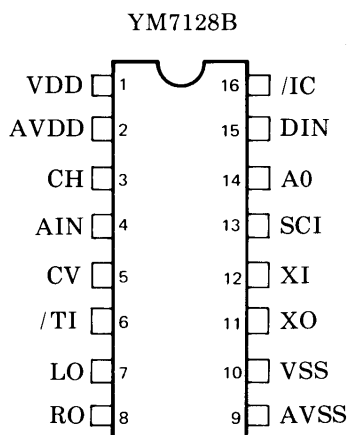 YM7128B
VDD 1 16 /IC
AVDD 2 15 DIN
CH 3 14 A0
AIN 4 13 SCI
CV 5 12 XI
/TI 6 11 XO
LO 7 10 VSS
RO 8 9 AVSS